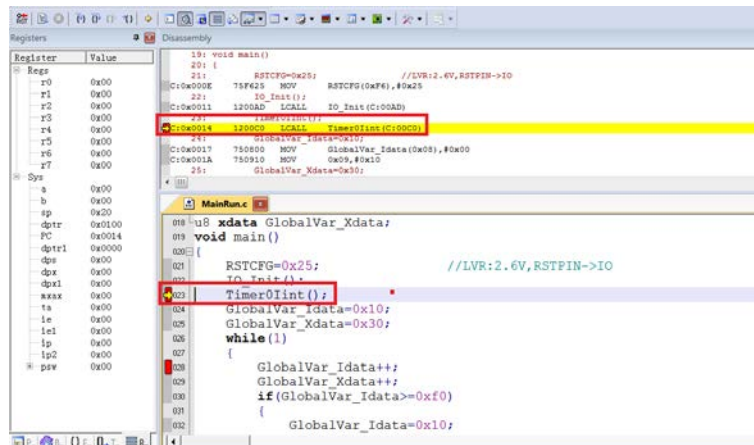 Registers
Register Value
Regs
r0 0x00
r1 0x00
r2 0x00
r3 0x00
r4 0x00
r5 0x00
r6 0x00
r7 0x00
Sys
a 0x00
b 0x00
sp 0x20
dptr 0x0100
PC 0x0014
dptr1 0x0000
dps 0x00
dpx 0x00
dpx1 0x00
mxax 0x00
ta 0x00
ie 0x00
ie1 0x00
ip 0x00
ip2 0x00
psw 0x00
Disassembly
19: void main()
20: {
21: RSTCFG=0x25; //LVR:2.6V,RSTPIN->IO
C:0x000E 75F625 MOV RSTCFG(0xF6),#0x25
22: IO_Init();
C:0x0011 1200AD LCALL IO_Init(C:00AD)
23: Timer0Iint();
C:0x0014 1200C0 LCALL Timer0Iint(C:00C0)
24: GlobalVar_Idata=0x10;
C:0x0017 750800 MOV GlobalVar_Idata(0x08),#0x00
C:0x001A 750910 MOV 0x09,#0x10
25: GlobalVar_Xdata=0x30;
MainRun.c
018 u8 xdata GlobalVar_Xdata;
019 void main()
020 {
021 RSTCFG=0x25; //LVR:2.6V,RSTPIN->IO
022 IO_Init();
023 Timer0Iint();
024 GlobalVar_Idata=0x10;
025 GlobalVar_Xdata=0x30;
026 while(1)
027 {
028 GlobalVar_Idata++;
029 GlobalVar_Xdata++;
030 if(GlobalVar_Idata>=0xf0)
031 {
032 GlobalVar_Idata=0x10;